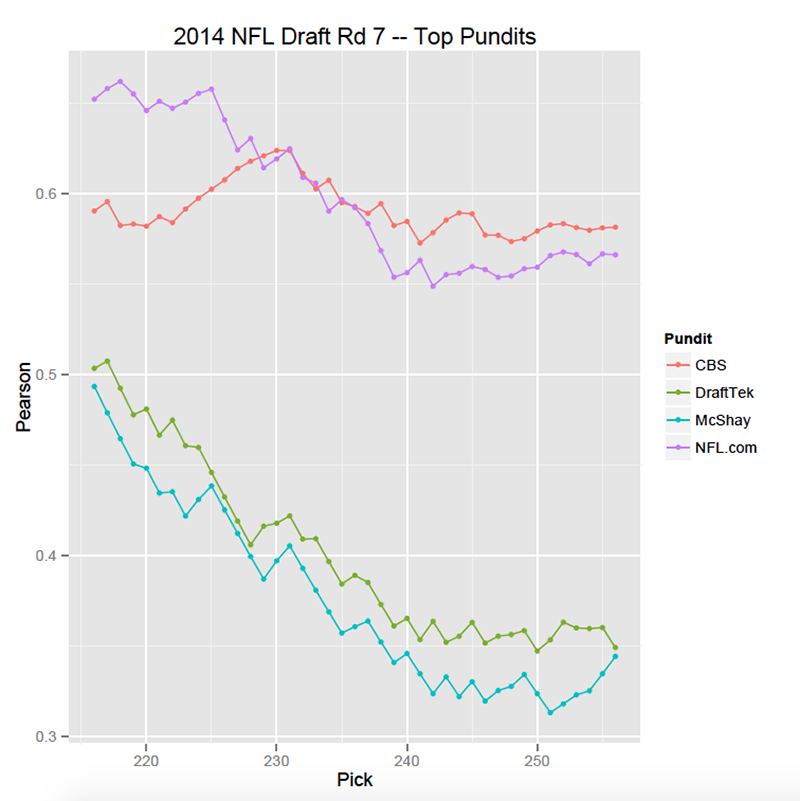 2014 NFL Draft Rd 7 -- Top Pundits
Pearson
0.6
0.5
0.4
0.3
220
230
240
250
Pick
Pundit
CBS
DraftTek
McShay
NFL.com